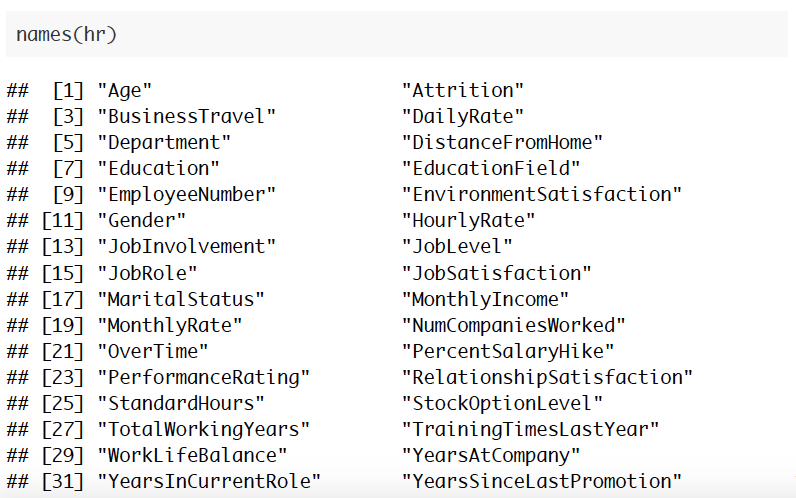 names(hr)
##  [1] "Age"                      "Attrition"
##  [3] "BusinessTravel"           "DailyRate"
##  [5] "Department"               "DistanceFromHome"
##  [7] "Education"                "EducationField"
##  [9] "EmployeeNumber"           "EnvironmentSatisfaction"
## [11] "Gender"                   "HourlyRate"
## [13] "JobInvolvement"           "JobLevel"
## [15] "JobRole"                  "JobSatisfaction"
## [17] "MaritalStatus"            "MonthlyIncome"
## [19] "MonthlyRate"              "NumCompaniesWorked"
## [21] "OverTime"                 "PercentSalaryHike"
## [23] "PerformanceRating"        "RelationshipSatisfaction"
## [25] "StandardHours"            "StockOptionLevel"
## [27] "TotalWorkingYears"        "TrainingTimesLastYear"
## [29] "WorkLifeBalance"          "YearsAtCompany"
## [31] "YearsInCurrentRole"       "YearsSinceLastPromotion"